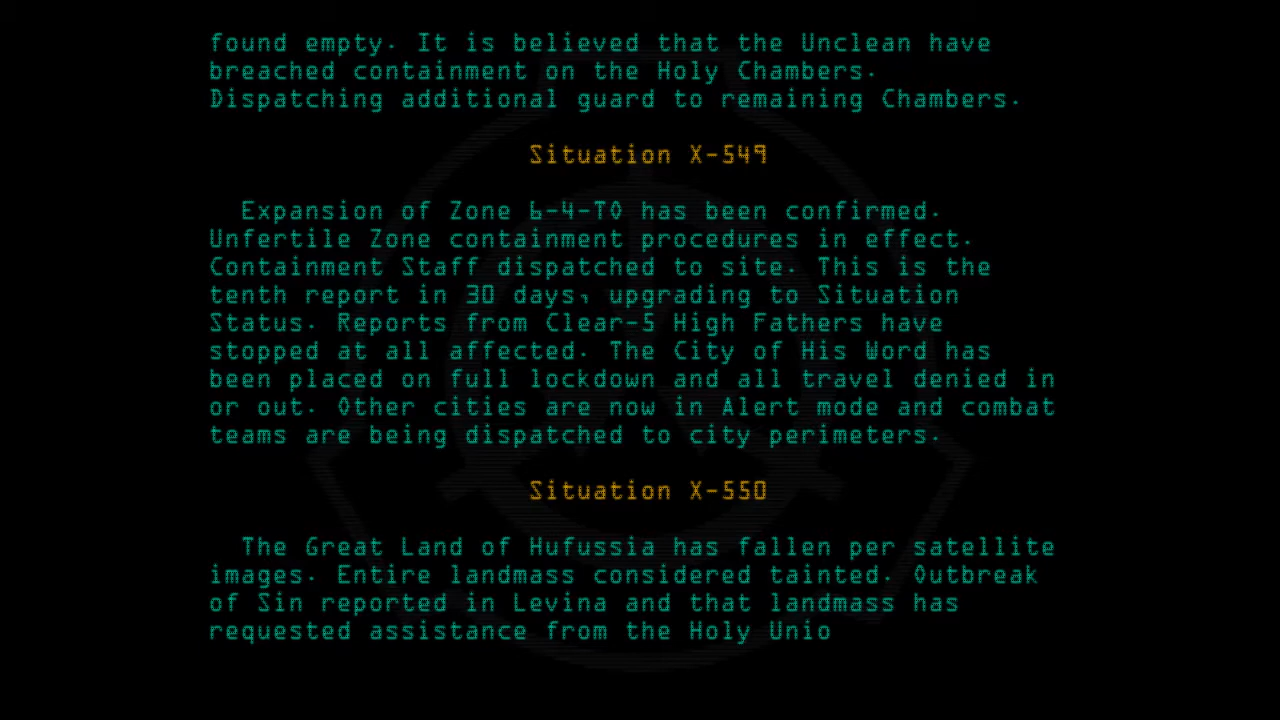 found empty. It is believed that the Unclean have
breached containment on the Holy Chambers.
Dispatching additional guard to remaining Chambers.
Situation X-549
Expansion of Zone 6-4-T0 has been confirmed.
Unfertile Zone containment procedures in effect.
Containment Staff dispatched to site. This is the
tenth report in 30 days, upgrading to Situation
Status. Reports from Clear-5 High Fathers have
stopped at all affected. The City of His Word has
been placed on full lockdown and all travel denied in
or out. Other cities are now in Alert mode and combat
teams are being dispatched to city perimeters.
Situation X-550
The Great Land of Hufussia has fallen per satellite
images. Entire landmass considered tainted. Outbreak
of Sin reported in Levina and that landmass has
requested assistance from the Holy Unio